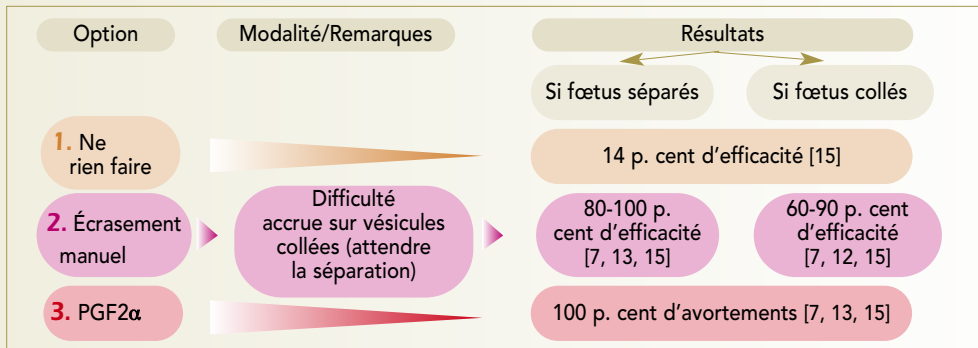 Option
Modalité/Remarques
Résultats
Si fœtus séparés
Si fœtus collés
1. Ne
rien faire
14 p. cent d'efficacité [15]
2. Écrasement
manuel
Difficulté
accrue sur vésicules
collées (attendre
la séparation)
80-100 p.
cent d'efficacité
[7, 13, 15]
60-90 p. cent
d'efficacité
[7, 12, 15]
3. PGF2α
100 p. cent d'avortements [7, 13, 15]